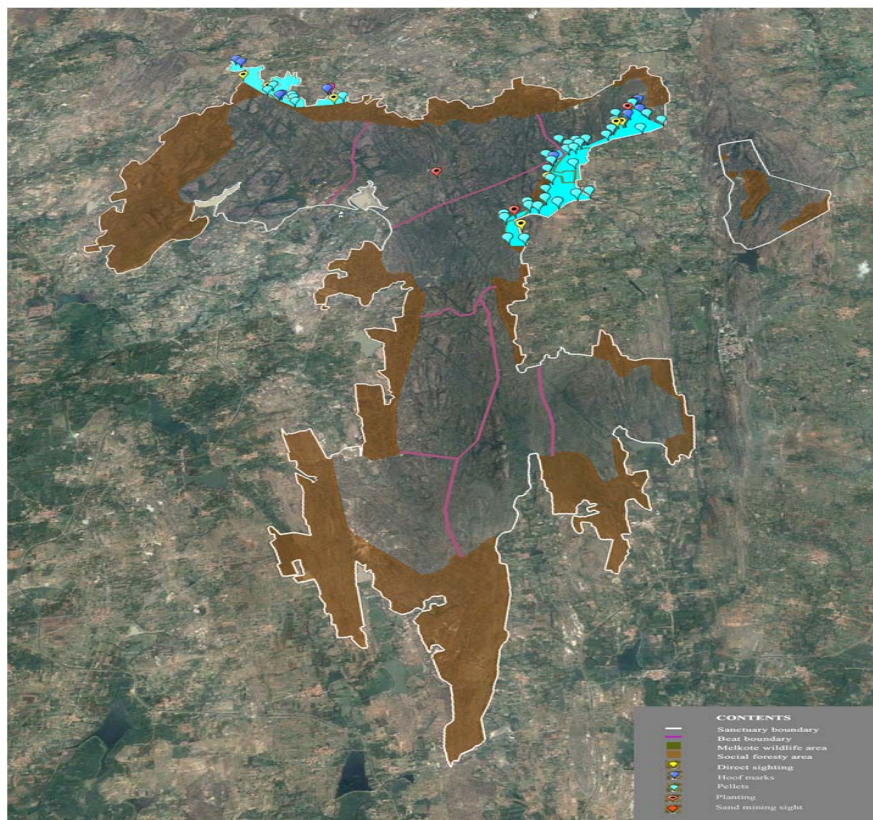 CONTENTS
Sanctuary boundary
Beat boundary
Melkote wildlife area
Social foresty area
Direct sighting
Hoof marks
Pellets
Planting
Sand mining sight